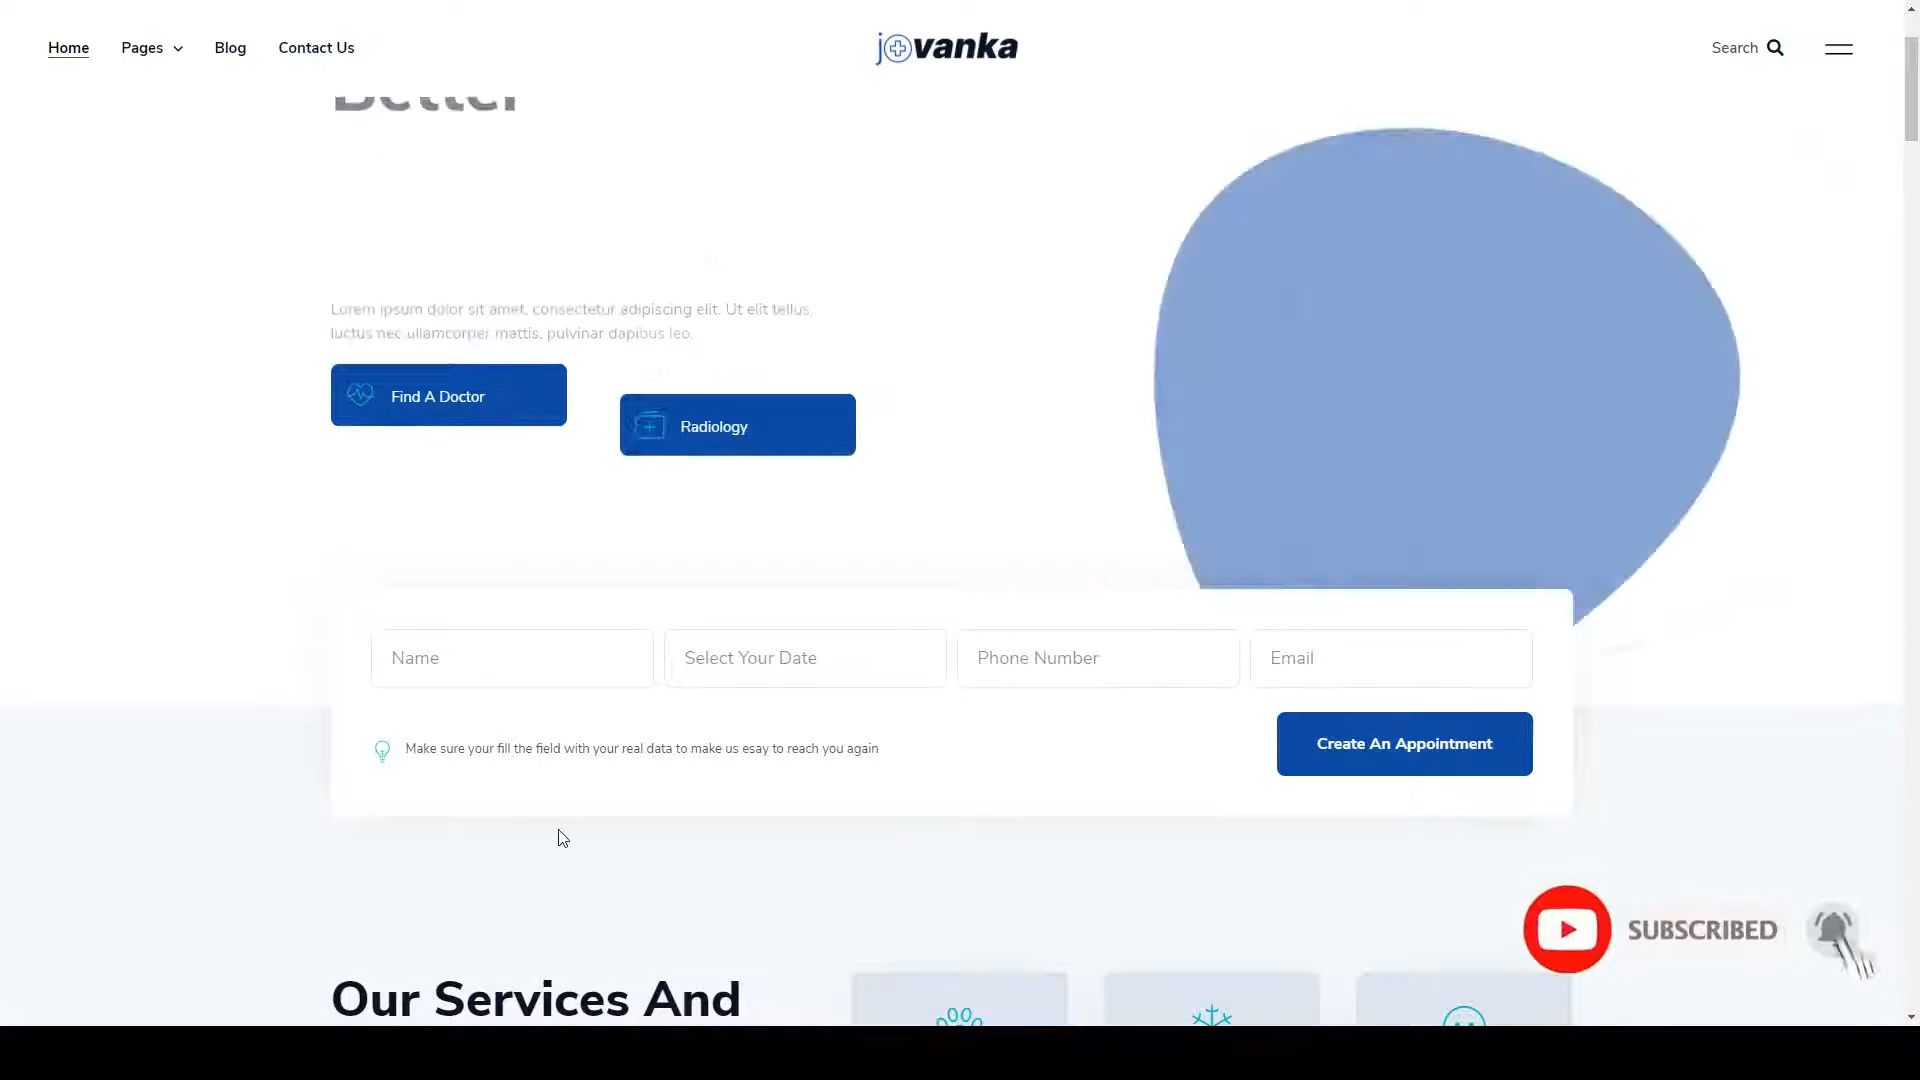 Home Pages Blog Contact Us
jovanka
Search
Better
Lorem ipsum dolor sit amet, consectetur adipiscing elit. Ut elit tellus,
luctus nec ullamcorper mattis, pulvinar dapibus leo.
Find A Doctor
Radiology
Name
Select Your Date
Phone Number
Email
Make sure your fill the field with your real data to make us esay to reach you again
Create An Appointment
SUBSCRIBED
Our Services And